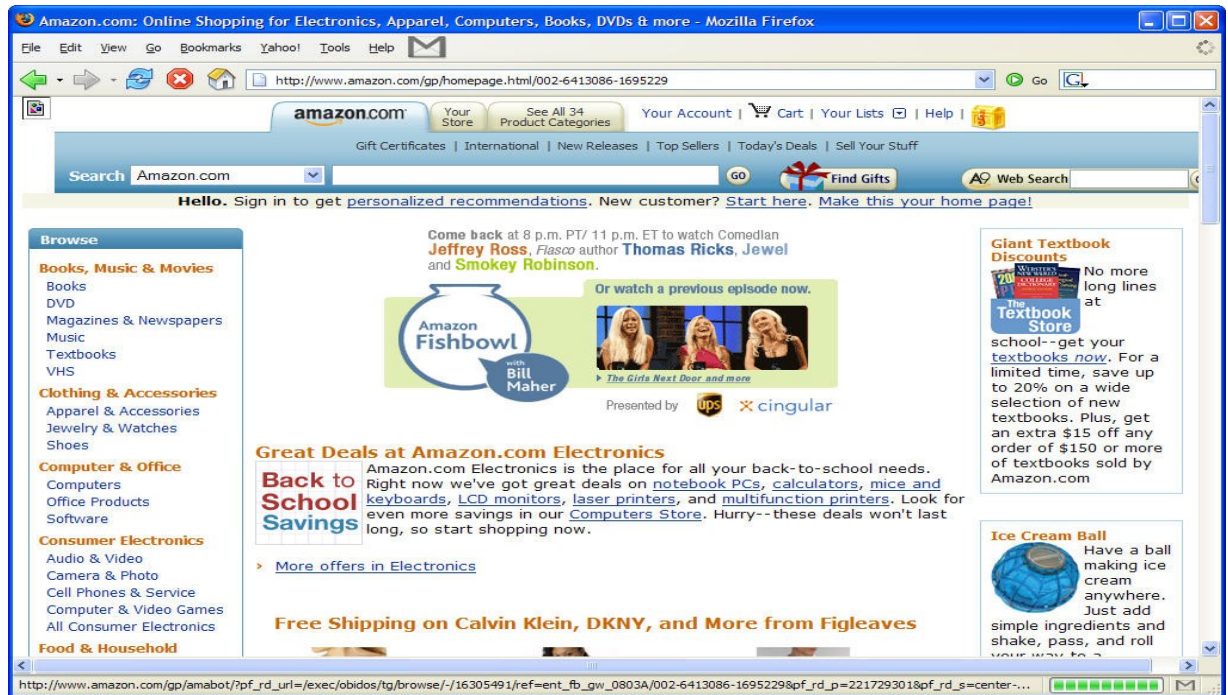 Amazon.com: Online Shopping for Electronics, Apparel, Computers, Books, DVDs & more - Mozilla Firefox
File Edit View Go Bookmarks Yahoo! Tools Help
http://www.amazon.com/gp/homepage.html/002-6413086-1695229
Go
G
amazon.com
Your Store
See All 34 Product Categories
Your Account | Cart | Your Lists | Help |
Gift Certificates | International | New Releases | Top Sellers | Today's Deals | Sell Your Stuff
Search Amazon.com GO Find Gifts A9 Web Search
Hello. Sign in to get personalized recommendations. New customer? Start here. Make this your home page!
Browse
Books, Music & Movies
Books
DVD
Magazines & Newspapers
Music
Textbooks
VHS
Clothing & Accessories
Apparel & Accessories
Jewelry & Watches
Shoes
Computer & Office
Computers
Office Products
Software
Consumer Electronics
Audio & Video
Camera & Photo
Cell Phones & Service
Computer & Video Games
All Consumer Electronics
Food & Household
Come back at 8 p.m. PT/ 11 p.m. ET to watch Comedian
Jeffrey Ross, Fiasco author Thomas Ricks, Jewel
and Smokey Robinson.
Or watch a previous episode now.
Amazon
Fishbowl
with
Bill
Maher
The Girls Next Door and more
Presented by ups cingular
Great Deals at Amazon.com Electronics
Back to
School
Savings
Amazon.com Electronics is the place for all your back-to-school needs.
Right now we've got great deals on notebook PCs, calculators, mice and
keyboards, LCD monitors, laser printers, and multifunction printers. Look for
even more savings in our Computers Store. Hurry--these deals won't last
long, so start shopping now.
More offers in Electronics
Free Shipping on Calvin Klein, DKNY, and More from Figleaves
Giant Textbook
Discounts
WEBSTER'S
NEW WORLD
COLLEGE
DICTIONARY
The
Textbook
Store
No more
long lines
at
school--get your
textbooks now. For a
limited time, save up
to 20% on a wide
selection of new
textbooks. Plus, get
an extra $15 off any
order of $150 or more
of textbooks sold by
Amazon.com
Ice Cream Ball
Have a ball
making ice
cream
anywhere.
Just add
simple ingredients and
shake, pass, and roll
your way to a
http://www.amazon.com/gp/amabot/?pf_rd_url=/exec/obidos/tg/browse/-/16305491/ref=ent_fb_gw_0803A/002-6413086-1695229&pf_rd_p=221729301&pf_rd_s=center-...